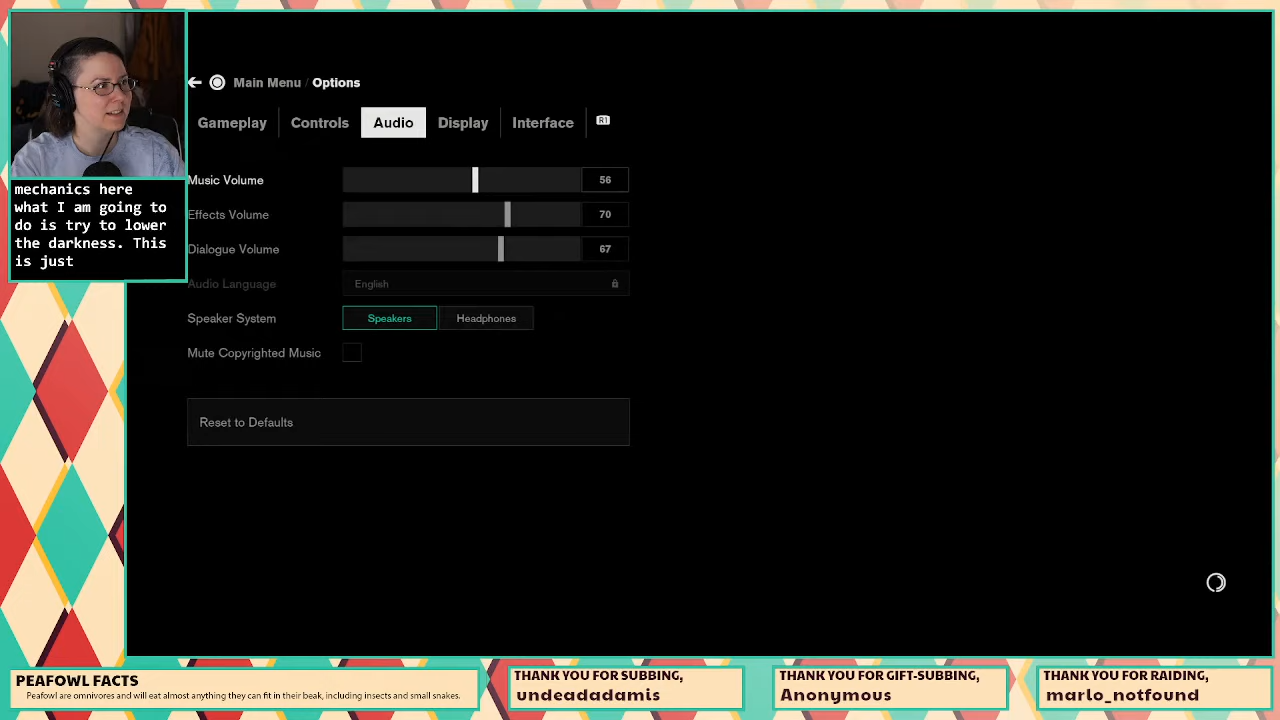 Main Menu / Options
Gameplay Controls Audio Display Interface R1
mechanics here
what I am going to
do is try to lower
the darkness. This
is just
Music Volume 56
Effects Volume 70
Dialogue Volume 67
Audio Language English
Speaker System Speakers Headphones
Mute Copyrighted Music
Reset to Defaults
PEAFOWL FACTS
Peafowl are omnivores and will eat almost anything they can fit in their beak, including insects and small snakes.
THANK YOU FOR SUBBING,
undeadadamis
THANK YOU FOR GIFT-SUBBING,
Anonymous
THANK YOU FOR RAIDING,
marlo_notfound